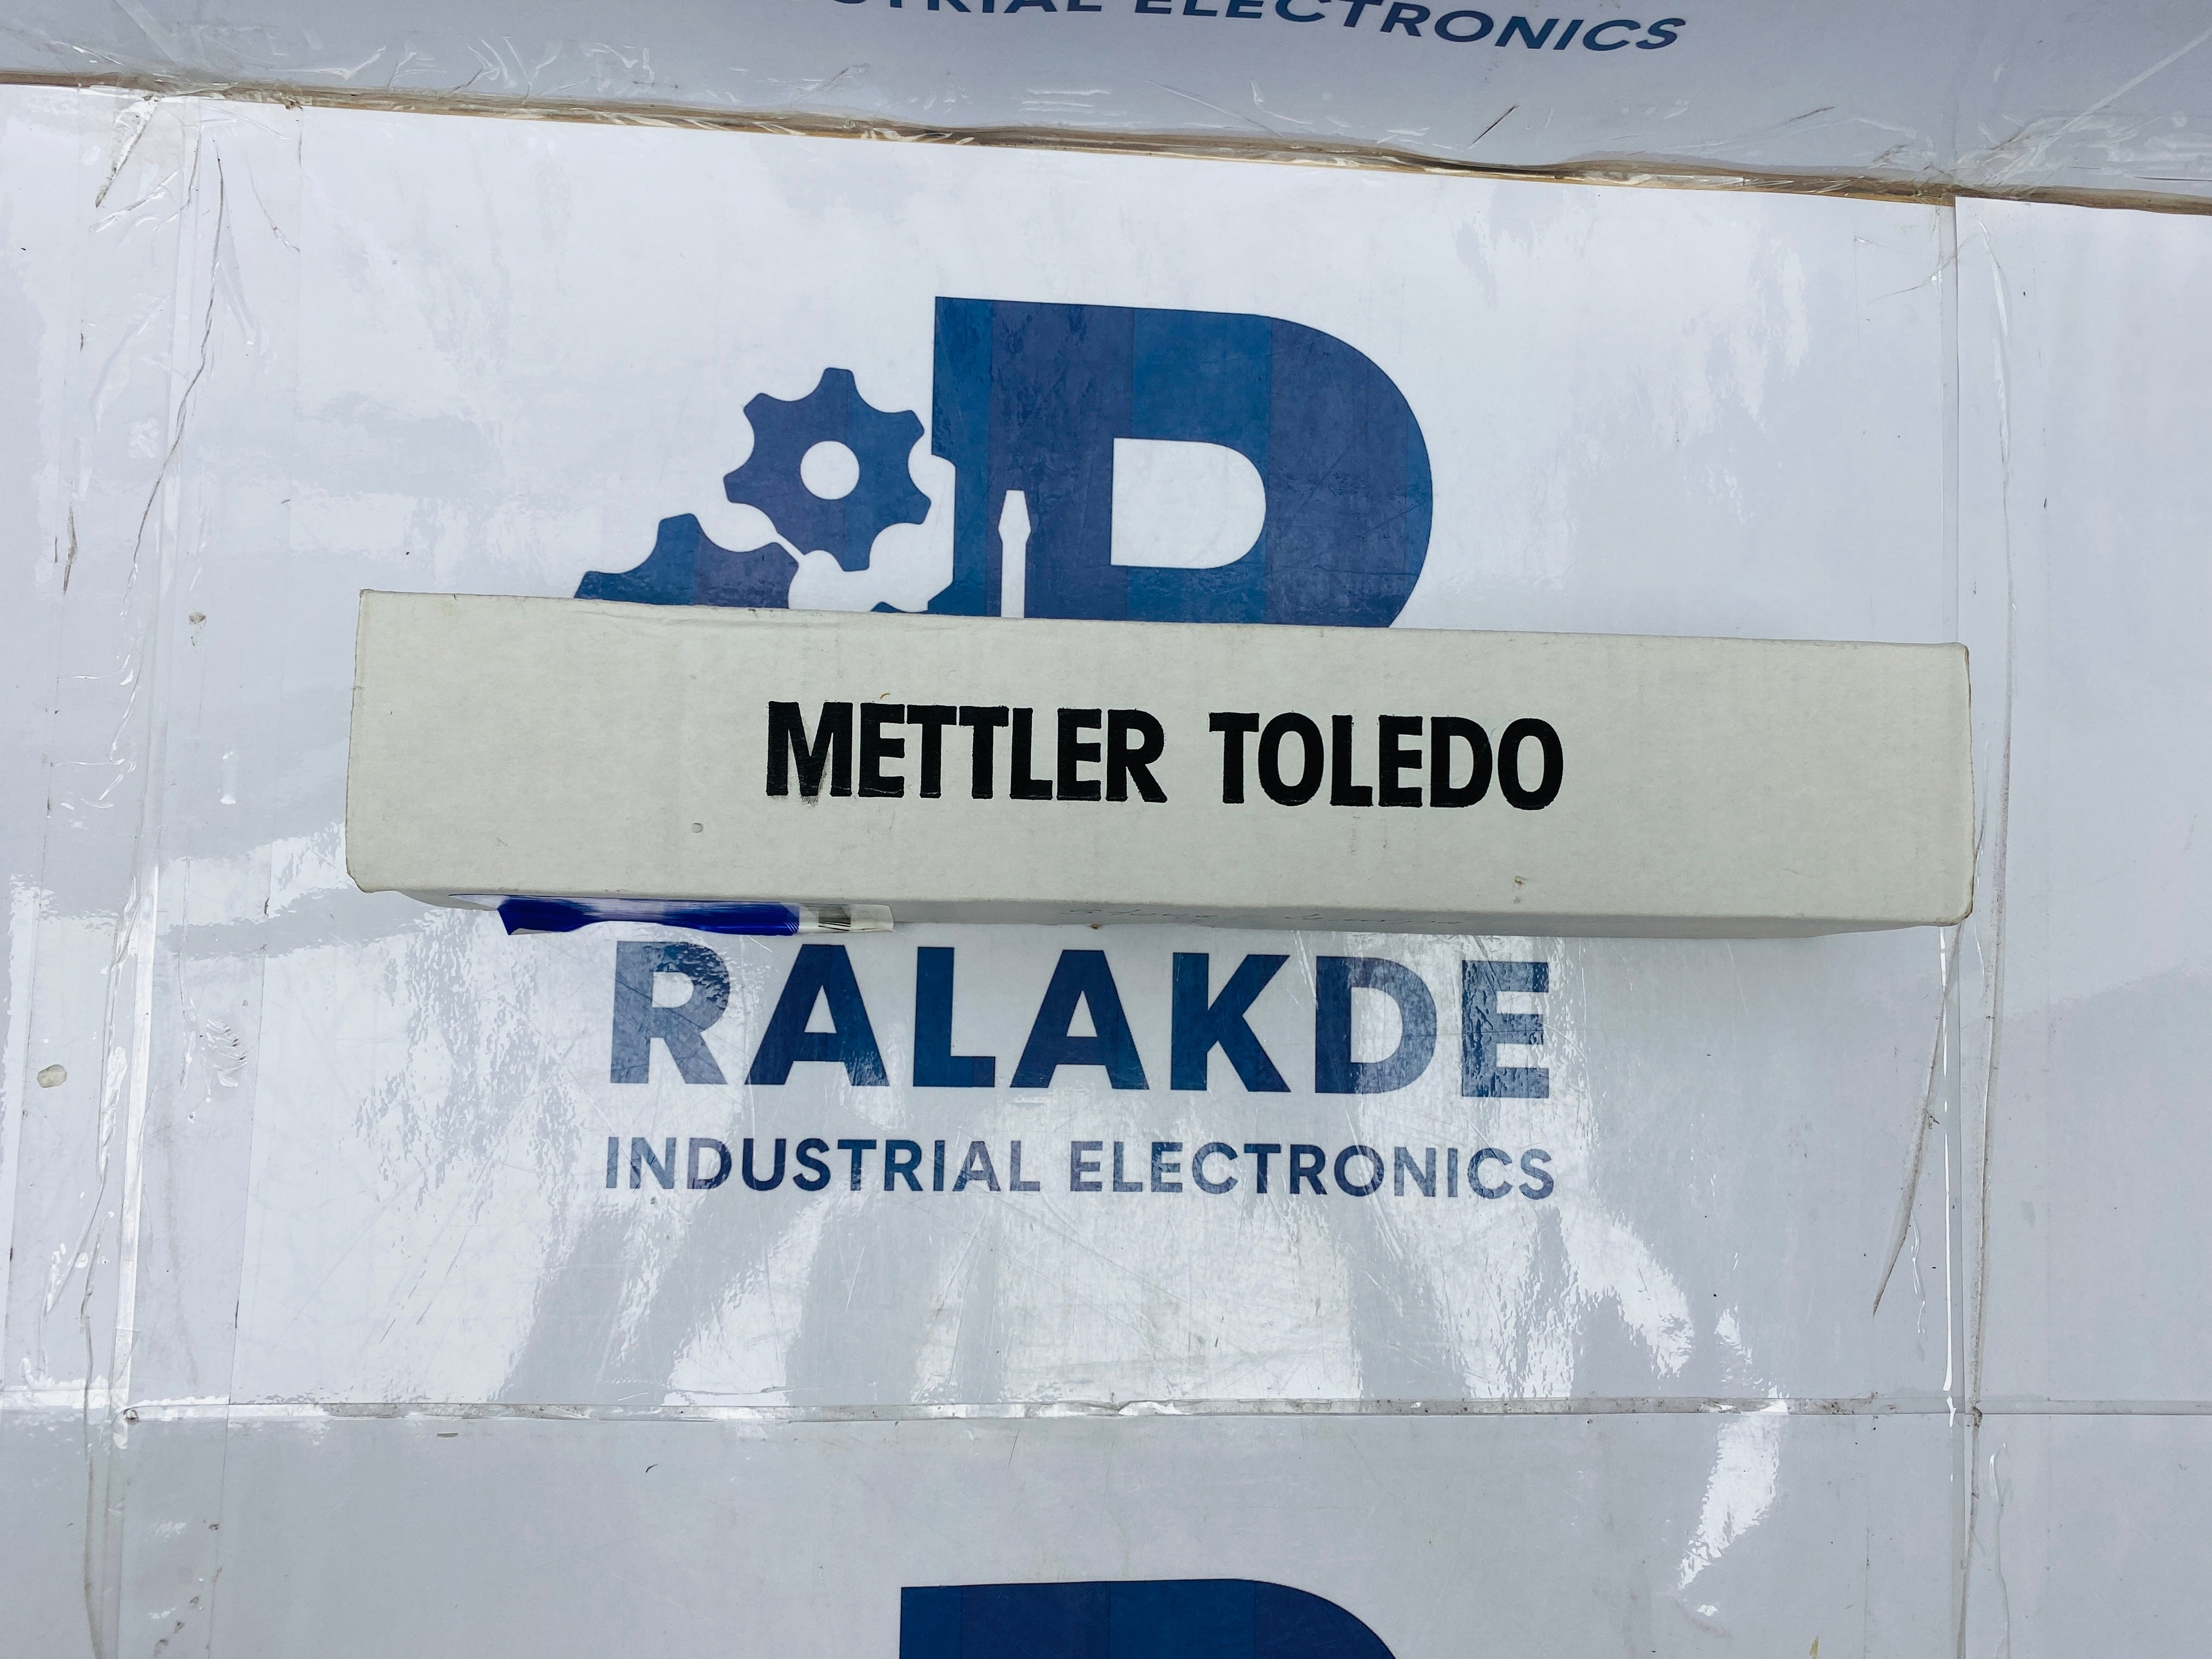 INDUSTRIAL ELECTRONICS
METTLER TOLEDO
RALAKDE
INDUSTRIAL ELECTRONICS